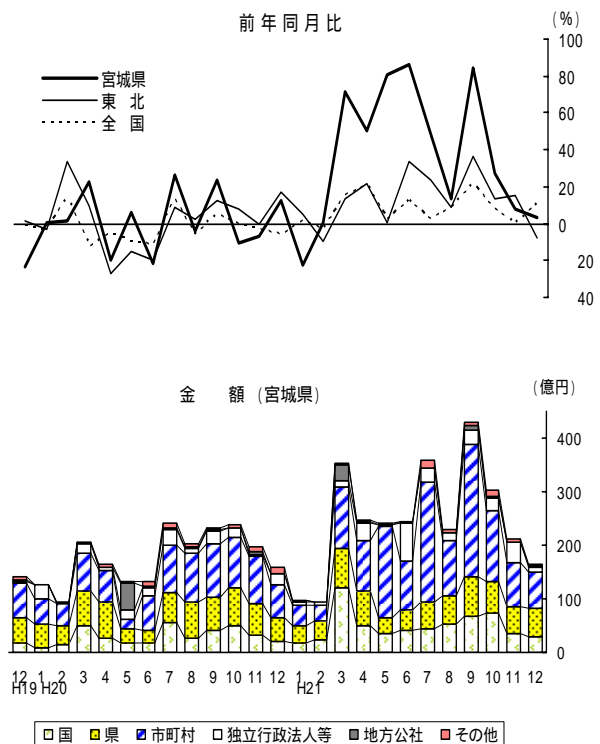 前年同月比
(%)
宮城県
東 北
全 国
100
80
60
40
20
0
20
40
金 額 (宮城県)
(億円)
400
300
200
100
0
12 1 2 3 4 5 6 7 8 9 10 11 12 1 2 3 4 5 6 7 8 9 10 11 12
H19 H20 H21
国 県 市町村 独立行政法人等 地方公社 その他